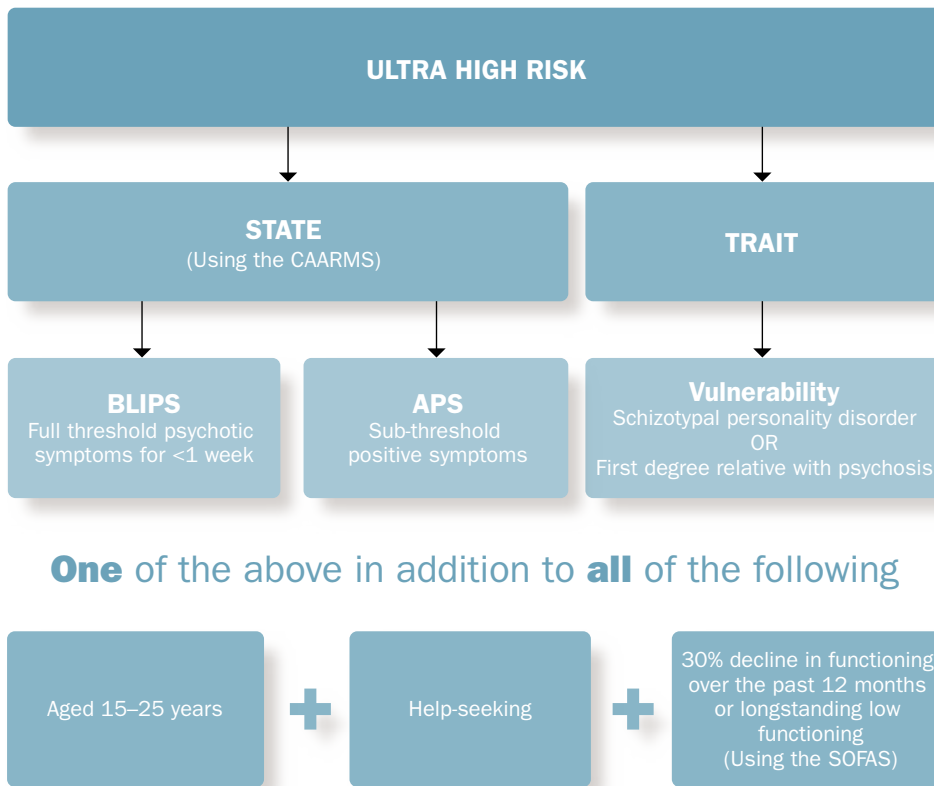 ULTRA HIGH RISK
STATE
(Using the CAARMS)
TRAIT
BLIPS
Full threshold psychotic
symptoms for <1 week
APS
Sub-threshold
positive symptoms
Vulnerability
Schizotypal personality disorder
OR
First degree relative with psychosis
One of the above in addition to all of the following
Aged 15–25 years
+
Help-seeking
+
30% decline in functioning
over the past 12 months
or longstanding low
functioning
(Using the SOFAS)